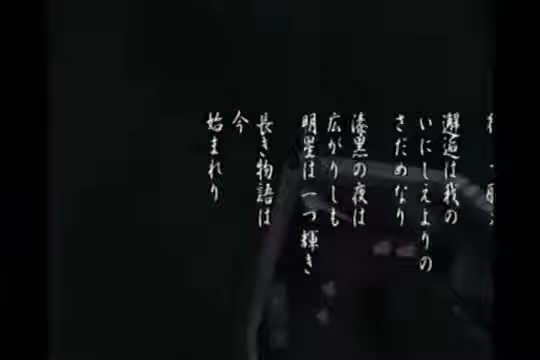 邂逅は我の
いにしえよりの
さだめなり
漆黒の夜は
広がりしも
明星は一つ輝き
長き物語は
今
始まれり